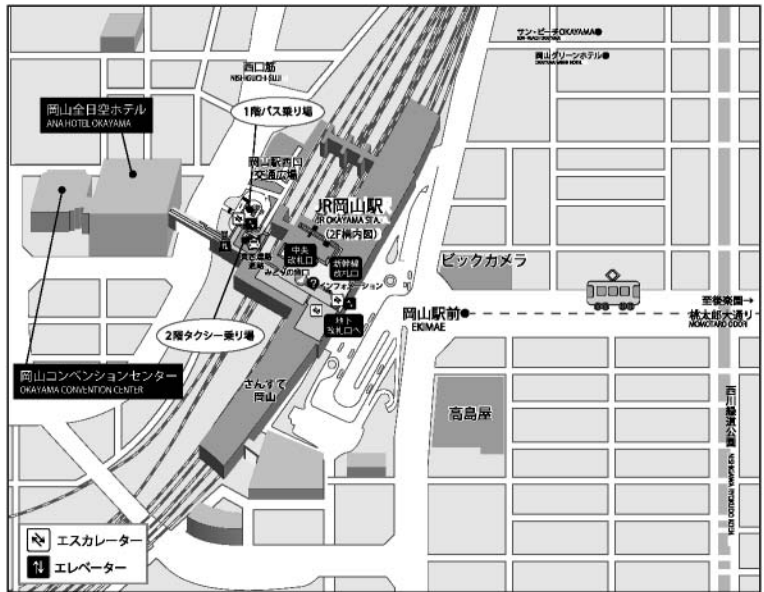 サン・ピーチOKAYAMA
岡山グリーンホテル
西口筋
NISHIGUCHI-SUJI
1階バス乗り場
岡山全日空ホテル
ANA HOTEL OKAYAMA
岡山駅西口
交通広場
JR岡山駅
JR OKAYAMA STA.
(2F構内図)
中央
改札口
新幹線
改札口
みどりの窓口
インフォメーション
地下
改札口へ
ビックカメラ
至後楽園→
岡山駅前
EKIMAE
桃太郎大通り
MOMOTARO ODORI
2階タクシー乗り場
岡山コンベンションセンター
OKAYAMA CONVENTION CENTER
さんすて
岡山
高島屋
西川緑道公園
NISHIGAWA RYOKUDO KOEN
エスカレーター
エレベーター